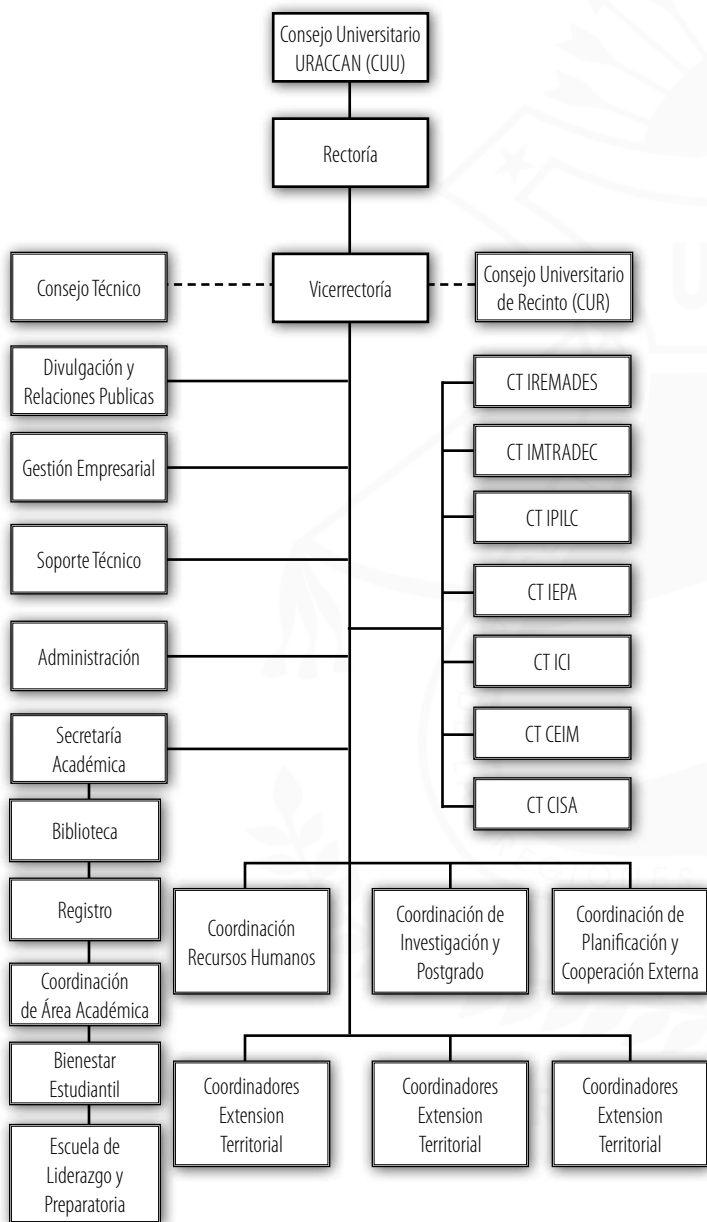 Consejo Universitario
URACCAN (CUU)
Rectoría
Consejo Técnico
Vicerrectoría
Consejo Universitario
de Recinto (CUR)
Divulgación y
Relaciones Publicas
Gestión Empresarial
Soporte Técnico
Administración
Secretaría
Académica
Biblioteca
Registro
Coordinación
de Área Académica
Bienestar
Estudiantil
Escuela de
Liderazgo y
Preparatoria
CT IREMADES
CT IMTRADEC
CT IPILC
CT IEPA
CT ICI
CT CEIM
CT CISA
Coordinación
Recursos Humanos
Coordinación de
Investigación y
Postgrado
Coordinación de
Planificación y
Cooperación Externa
Coordinadores
Extension
Territorial
Coordinadores
Extension
Territorial
Coordinadores
Extension
Territorial